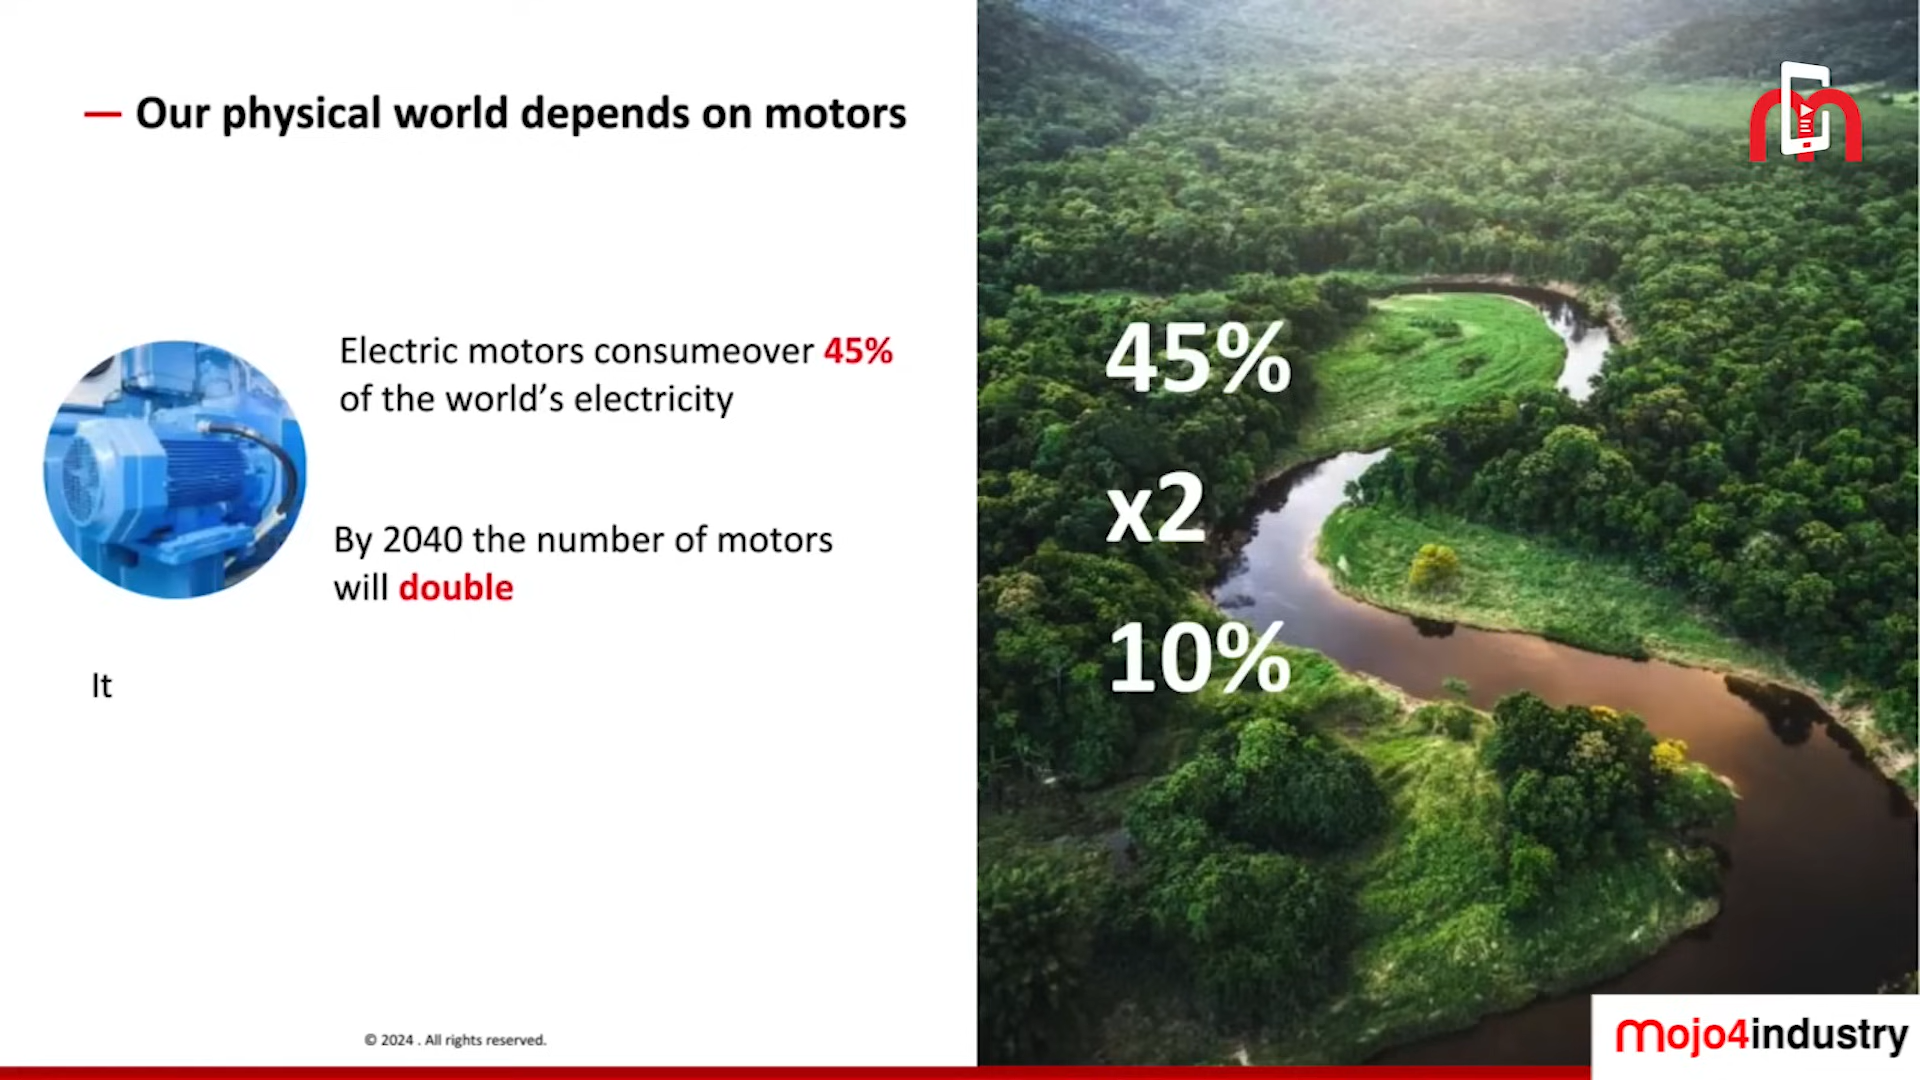 Our physical world depends on motors
Electric motors consumeover 45%
of the world’s electricity
By 2040 the number of motors
will double
It
45%
x2
10%
© 2024 . All rights reserved.
mojo4industry